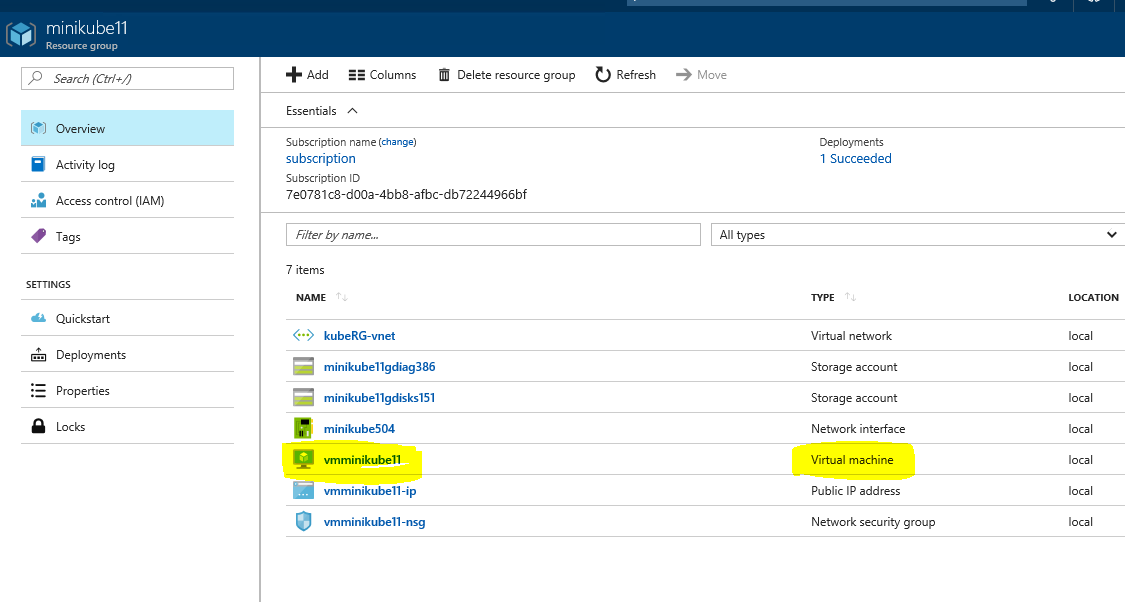 minikube11
Resource group
Search (Ctrl+/)
Overview
Activity log
Access control (IAM)
Tags
SETTINGS
Quickstart
Deployments
Properties
Locks
Add Columns Delete resource group Refresh Move
Essentials
Subscription name (change)
subscription
Subscription ID
7e0781c8-d00a-4bb8-afbc-db72244966bf
Deployments
1 Succeeded
Filter by name... All types
7 items
NAME TYPE LOCATION
kubeRG-vnet Virtual network local
minikube11gdiag386 Storage account local
minikube11gdisks151 Storage account local
minikube504 Network interface local
vmminikube11 Virtual machine local
vmminikube11-ip Public IP address local
vmminikube11-nsg Network security group local